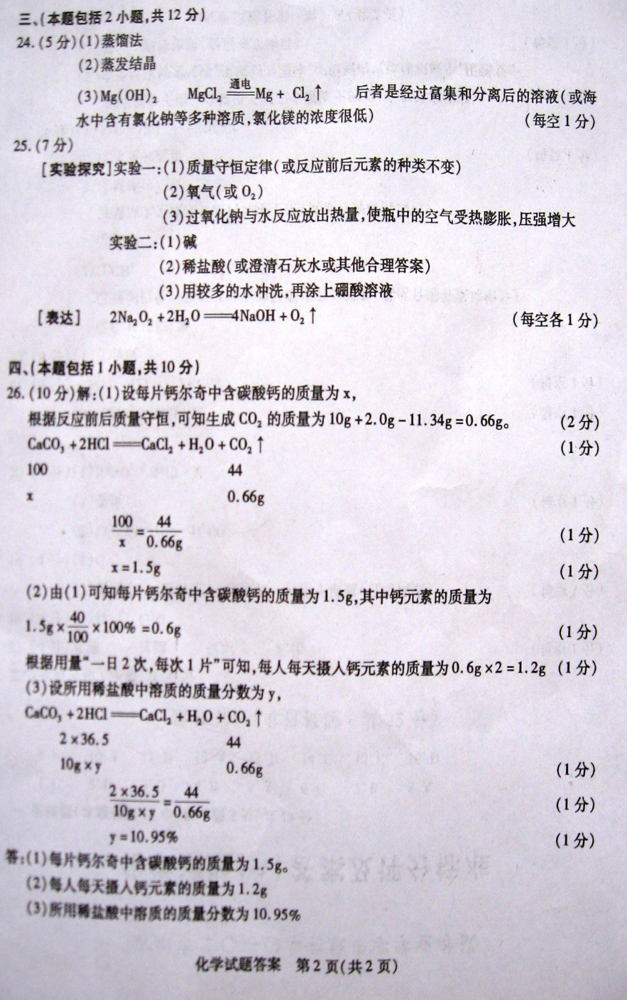 三、(本题包括2小题,共12分)
24.(5分)(1)蒸馏法
(2)蒸发结晶
(3)Mg(OH)₂ MgCl₂ =通电= Mg + Cl₂↑ 后者是经过富集和分离后的溶液(或海
水中含有氯化钠等多种溶质,氯化镁的浓度很低) (每空1分)
25.(7分)
[实验探究]实验一:(1)质量守恒定律(或反应前后元素的种类不变)
(2)氧气(或O₂)
(3)过氧化钠与水反应放出热量,使瓶中的空气受热膨胀,压强增大
实验二:(1)碱
(2)稀盐酸(或澄清石灰水或其他合理答案)
(3)用较多的水冲洗,再涂上硼酸溶液
[表达] 2Na₂O₂+2H₂O══4NaOH+O₂↑ (每空各1分)
四、(本题包括1小题,共10分)
26.(10分)解:(1)设每片钙尔奇中含碳酸钙的质量为x,
根据反应前后质量守恒,可知生成CO₂的质量为10g+2.0g-11.34g=0.66g。 (2分)
CaCO₃+2HCl══CaCl₂+H₂O+CO₂↑ (1分)
100 44
x 0.66g
100/x = 44/0.66g (1分)
x=1.5g (1分)
(2)由(1)可知每片钙尔奇中含碳酸钙的质量为1.5g,其中钙元素的质量为
1.5g×40/100×100% =0.6g (1分)
根据用量“一日2次,每次1片”可知,每人每天摄人钙元素的质量为0.6g×2=1.2g (1分)
(3)设所用稀盐酸中溶质的质量分数为y,
CaCO₃+2HCl══CaCl₂+H₂O+CO₂↑
2×36.5 44
10g×y 0.66g (1分)
2×36.5/10g×y = 44/0.66g (1分)
y=10.95% (1分)
答:(1)每片钙尔奇中含碳酸钙的质量为1.5g。
(2)每人每天摄人钙元素的质量为1.2g
(3)所用稀盐酸中溶质的质量分数为10.95%
化学试题答案 第2页(共2页)